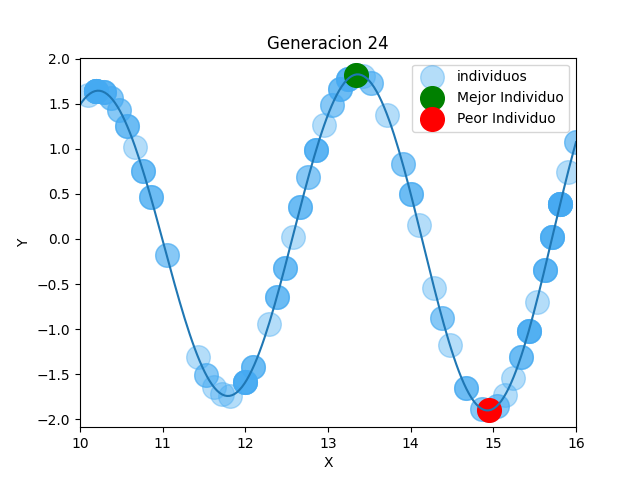 Generacion 24
individuos
Mejor Individuo
Peor Individuo
2.0
1.5
1.0
0.5
0.0
−0.5
−1.0
−1.5
−2.0
Y
10 11 12 13 14 15 16
X